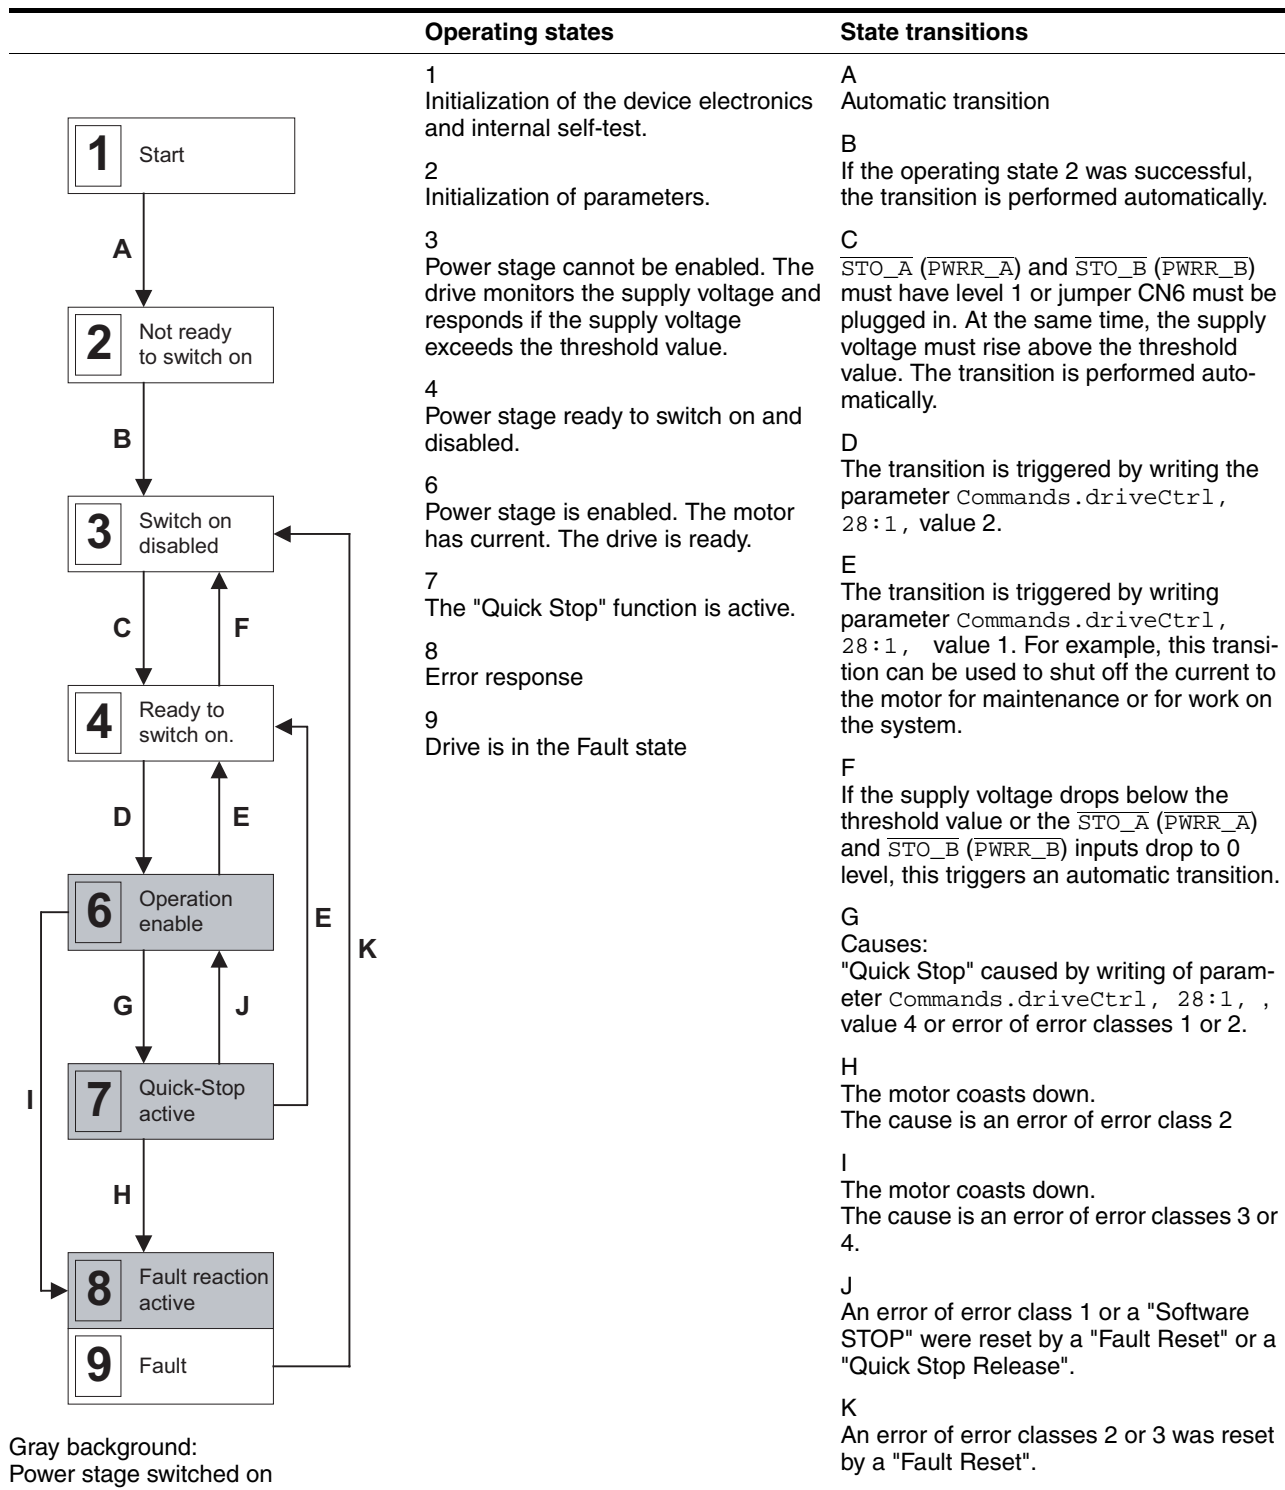 Operating states
State transitions
1
Start
A
2
Not ready
to switch on
B
3
Switch on
disabled
C
F
4
Ready to
switch on.
D
E
6
Operation
enable
E
K
G
J
I
7
Quick-Stop
active
H
8
Fault reaction
active
9
Fault
Gray background:
Power stage switched on
1
Initialization of the device electronics
and internal self-test.
2
Initialization of parameters.
3
Power stage cannot be enabled. The
drive monitors the supply voltage and
responds if the supply voltage
exceeds the threshold value.
4
Power stage ready to switch on and
disabled.
6
Power stage is enabled. The motor
has current. The drive is ready.
7
The "Quick Stop" function is active.
8
Error response
9
Drive is in the Fault state
A
Automatic transition
B
If the operating state 2 was successful,
the transition is performed automatically.
C
S̅T̅O̅_̅A̅ (P̅W̅R̅R̅_̅A̅) and S̅T̅O̅_̅B̅ (P̅W̅R̅R̅_̅B̅)
must have level 1 or jumper CN6 must be
plugged in. At the same time, the supply
voltage must rise above the threshold
value. The transition is performed auto-
matically.
D
The transition is triggered by writing the
parameter Commands.driveCtrl,
28:1, value 2.
E
The transition is triggered by writing
parameter Commands.driveCtrl,
28:1, value 1. For example, this transi-
tion can be used to shut off the current to
the motor for maintenance or for work on
the system.
F
If the supply voltage drops below the
threshold value or the S̅T̅O̅_̅A̅ (P̅W̅R̅R̅_̅A̅)
and S̅T̅O̅_̅B̅ (P̅W̅R̅R̅_̅B̅) inputs drop to 0
level, this triggers an automatic transition.
G
Causes:
"Quick Stop" caused by writing of param-
eter Commands.driveCtrl, 28:1, ,
value 4 or error of error classes 1 or 2.
H
The motor coasts down.
The cause is an error of error class 2
I
The motor coasts down.
The cause is an error of error classes 3 or
4.
J
An error of error class 1 or a "Software
STOP" were reset by a "Fault Reset" or a
"Quick Stop Release".
K
An error of error classes 2 or 3 was reset
by a "Fault Reset".